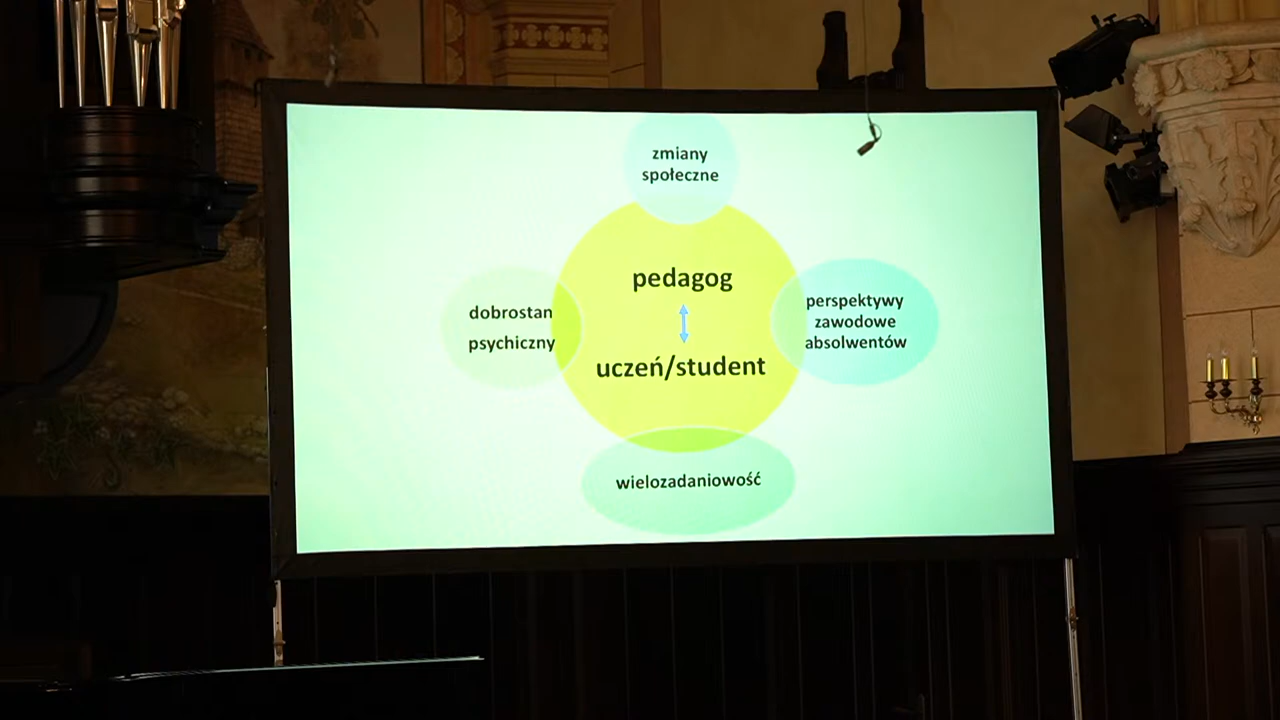 zmiany
społeczne
pedagog
dobrostan
psychiczny
perspektywy
zawodowe
absolwentów
uczeń/student
wielozadaniowość